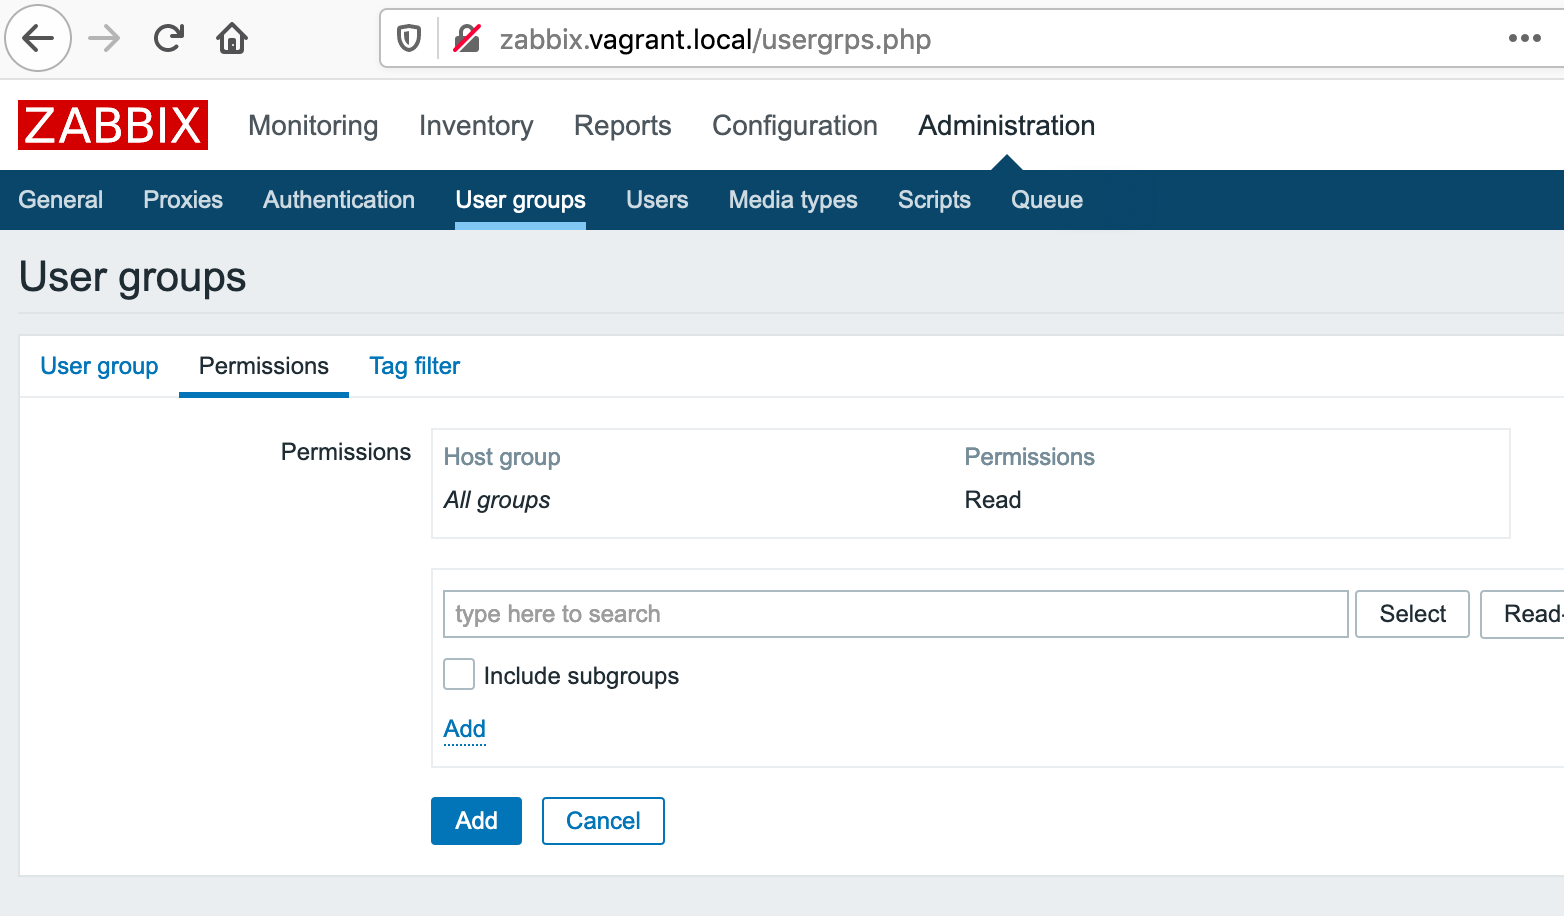 zabbix.vagrant.local/usergrps.php
ZABBIX Monitoring Inventory Reports Configuration Administration
General Proxies Authentication User groups Users Media types Scripts Queue
User groups
User group Permissions Tag filter
Permissions Host group Permissions
All groups Read
type here to search Select Read-
Include subgroups
Add
Add Cancel